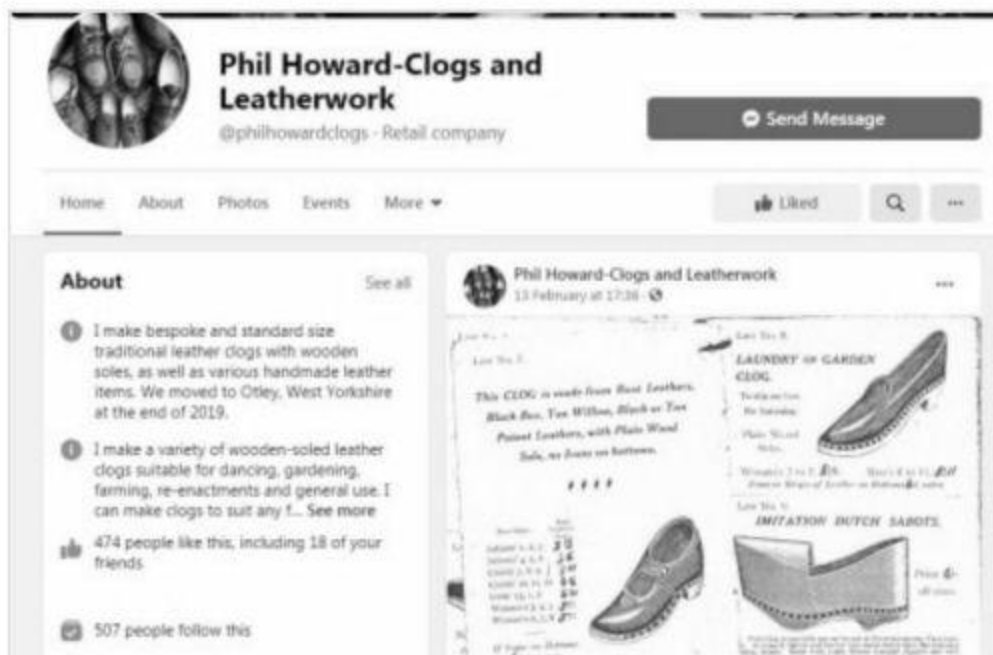 Phil Howard-Clogs and
Leatherwork
@philhowardclogs · Retail company
Send Message
Home About Photos Events More
Liked
About
See all
I make bespoke and standard size
traditional leather clogs with wooden
soles, as well as various handmade leather
items. We moved to Otley, West Yorkshire
at the end of 2019.
I make a variety of wooden-soled leather
clogs suitable for dancing, gardening,
farming, re-enactments and general use. I
can make clogs to suit any f... See more
474 people like this, including 18 of your
friends
507 people follow this
Phil Howard-Clogs and Leatherwork
13 February at 17:36
This CLOG is made from Best Leathers,
Black Box, Tan Willow, Black or Tan
Patent Leathers, with Plain Wood
Sole, no irons on bottoms.
LAUNDRY or GARDEN
CLOG.
Plain Wood
Soles.
IMITATION DUTCH SABOTS.
Price